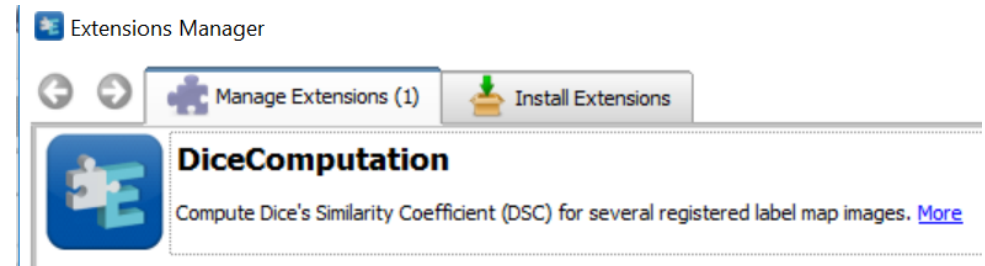 Extensions Manager
Manage Extensions (1) Install Extensions
DiceComputation
Compute Dice's Similarity Coefficient (DSC) for several registered label map images. More